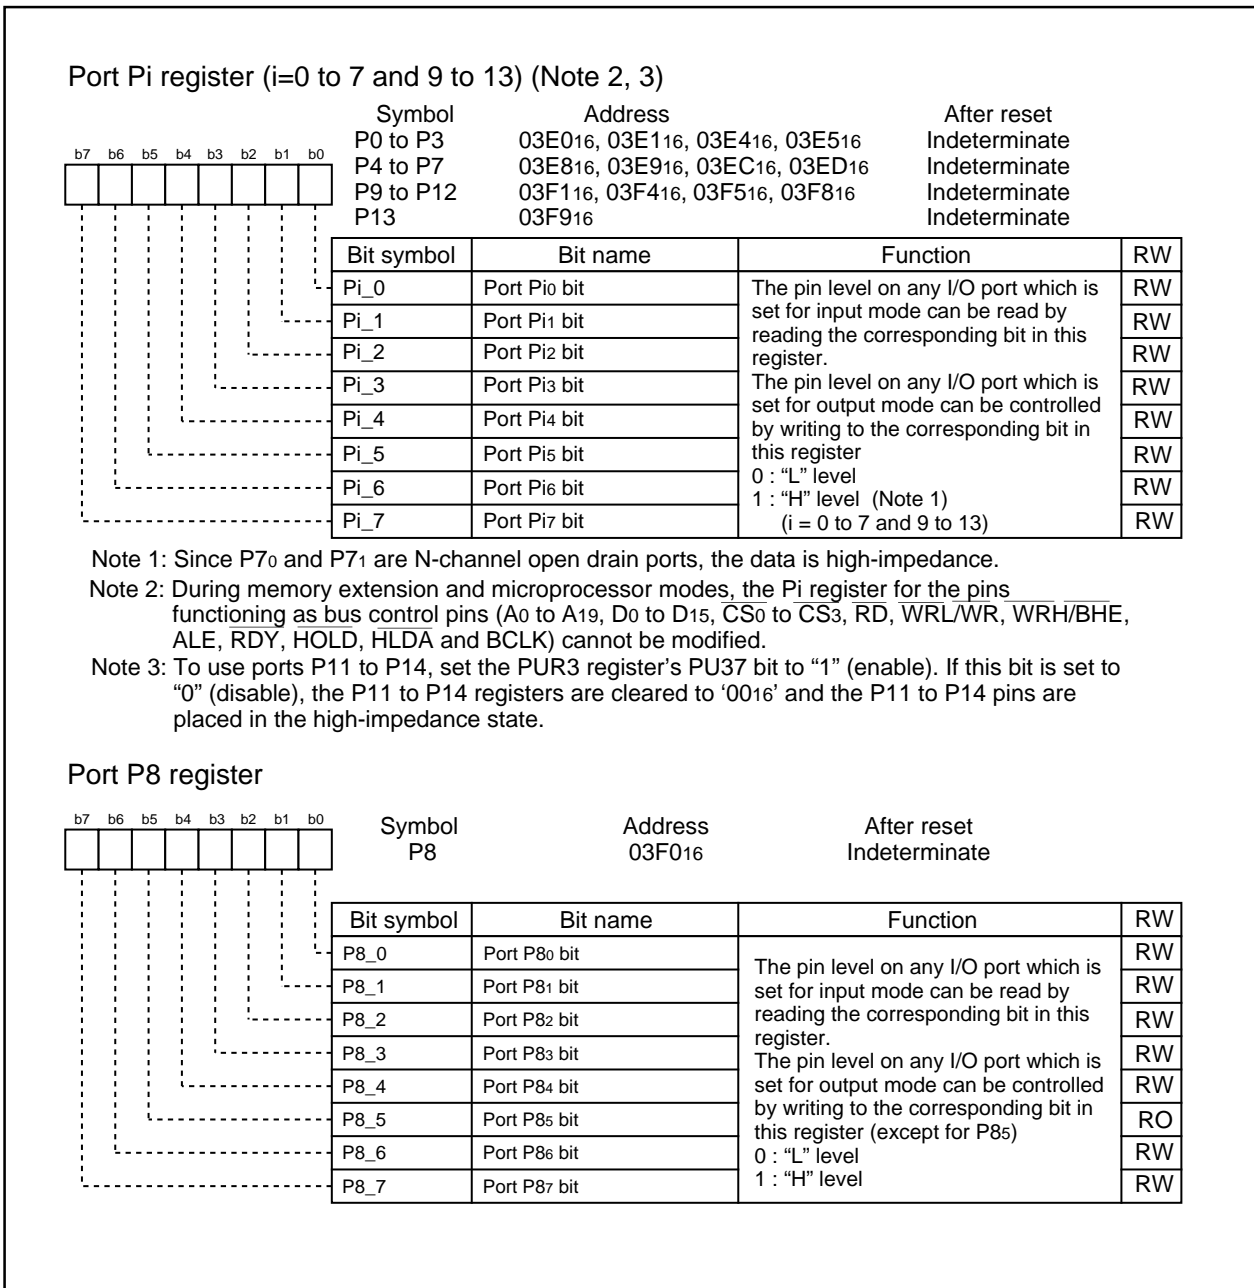 Port Pi register (i=0 to 7 and 9 to 13) (Note 2, 3)
Symbol Address After reset
P0 to P3 03E016, 03E116, 03E416, 03E516 Indeterminate
P4 to P7 03E816, 03E916, 03EC16, 03ED16 Indeterminate
P9 to P12 03F116, 03F416, 03F516, 03F816 Indeterminate
P13 03F916 Indeterminate
b7 b6 b5 b4 b3 b2 b1 b0
Bit symbol Bit name Function RW
Pi_0 Port Pi0 bit RW
Pi_1 Port Pi1 bit RW
Pi_2 Port Pi2 bit RW
Pi_3 Port Pi3 bit RW
Pi_4 Port Pi4 bit RW
Pi_5 Port Pi5 bit RW
Pi_6 Port Pi6 bit RW
Pi_7 Port Pi7 bit RW
The pin level on any I/O port which is
set for input mode can be read by
reading the corresponding bit in this
register.
The pin level on any I/O port which is
set for output mode can be controlled
by writing to the corresponding bit in
this register
0 : “L” level
1 : “H” level (Note 1)
(i = 0 to 7 and 9 to 13)
Note 1: Since P70 and P71 are N-channel open drain ports, the data is high-impedance.
Note 2: During memory extension and microprocessor modes, the Pi register for the pins
functioning as bus control pins (A0 to A19, D0 to D15, CS0 to CS3, RD, WRL/WR, WRH/BHE,
ALE, RDY, HOLD, HLDA and BCLK) cannot be modified.
Note 3: To use ports P11 to P14, set the PUR3 register’s PU37 bit to “1” (enable). If this bit is set to
“0” (disable), the P11 to P14 registers are cleared to ‘0016’ and the P11 to P14 pins are
placed in the high-impedance state.
Port P8 register
b7 b6 b5 b4 b3 b2 b1 b0
Symbol Address After reset
P8 03F016 Indeterminate
Bit symbol Bit name Function RW
P8_0 Port P80 bit RW
P8_1 Port P81 bit RW
P8_2 Port P82 bit RW
P8_3 Port P83 bit RW
P8_4 Port P84 bit RW
P8_5 Port P85 bit RO
P8_6 Port P86 bit RW
P8_7 Port P87 bit RW
The pin level on any I/O port which is
set for input mode can be read by
reading the corresponding bit in this
register.
The pin level on any I/O port which is
set for output mode can be controlled
by writing to the corresponding bit in
this register (except for P85)
0 : “L” level
1 : “H” level